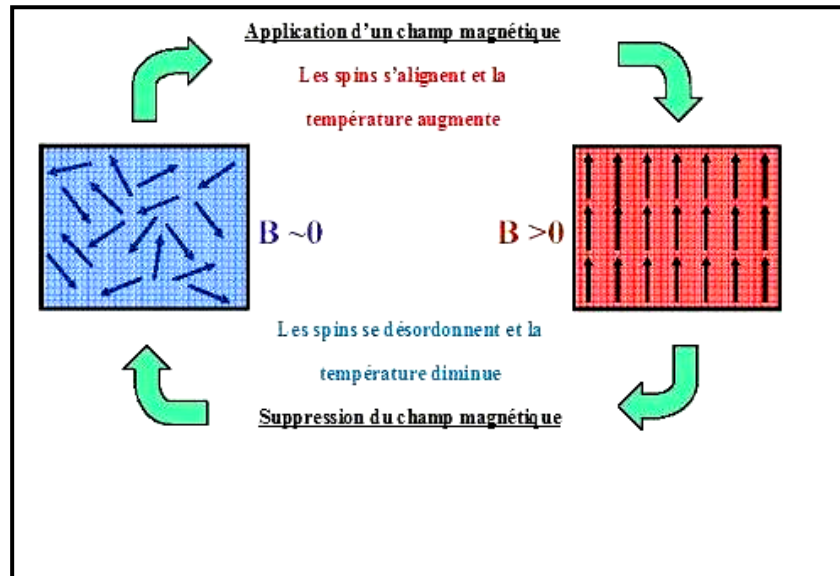 Application d'un champ magnétique
Les spins s'alignent et la
température augmente
B ~0
B >0
Les spins se désordonnent et la
température diminue
Suppression du champ magnétique